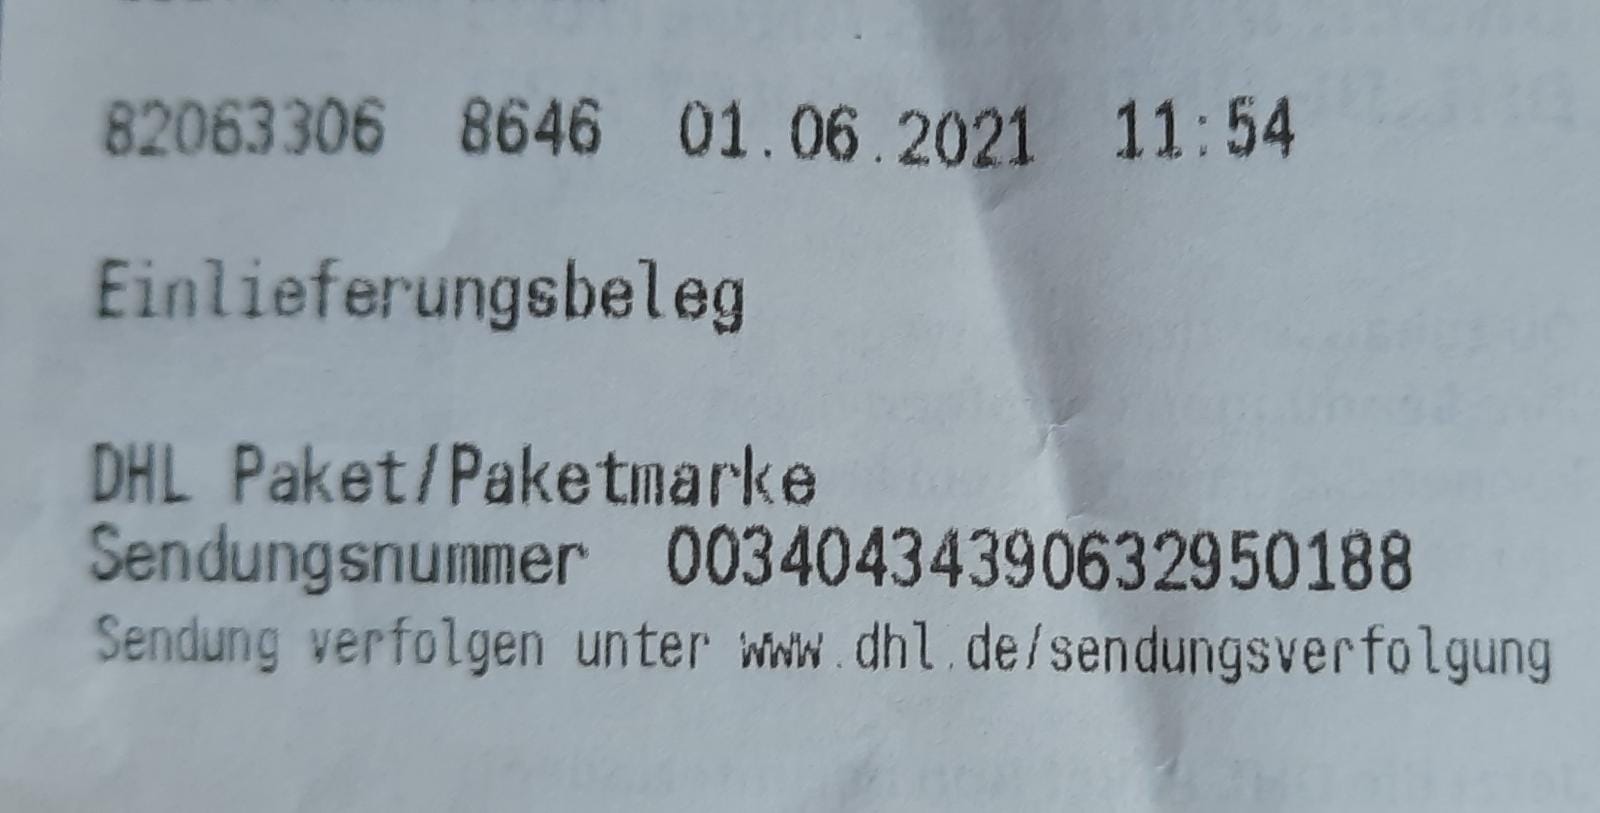 82063306 8646 01.06.2021 11:54
Einlieferungsbeleg
DHL Paket/Paketmarke
Sendungsnummer 00340434390632950188
Sendung verfolgen unter www.dhl.de/sendungsverfolgung